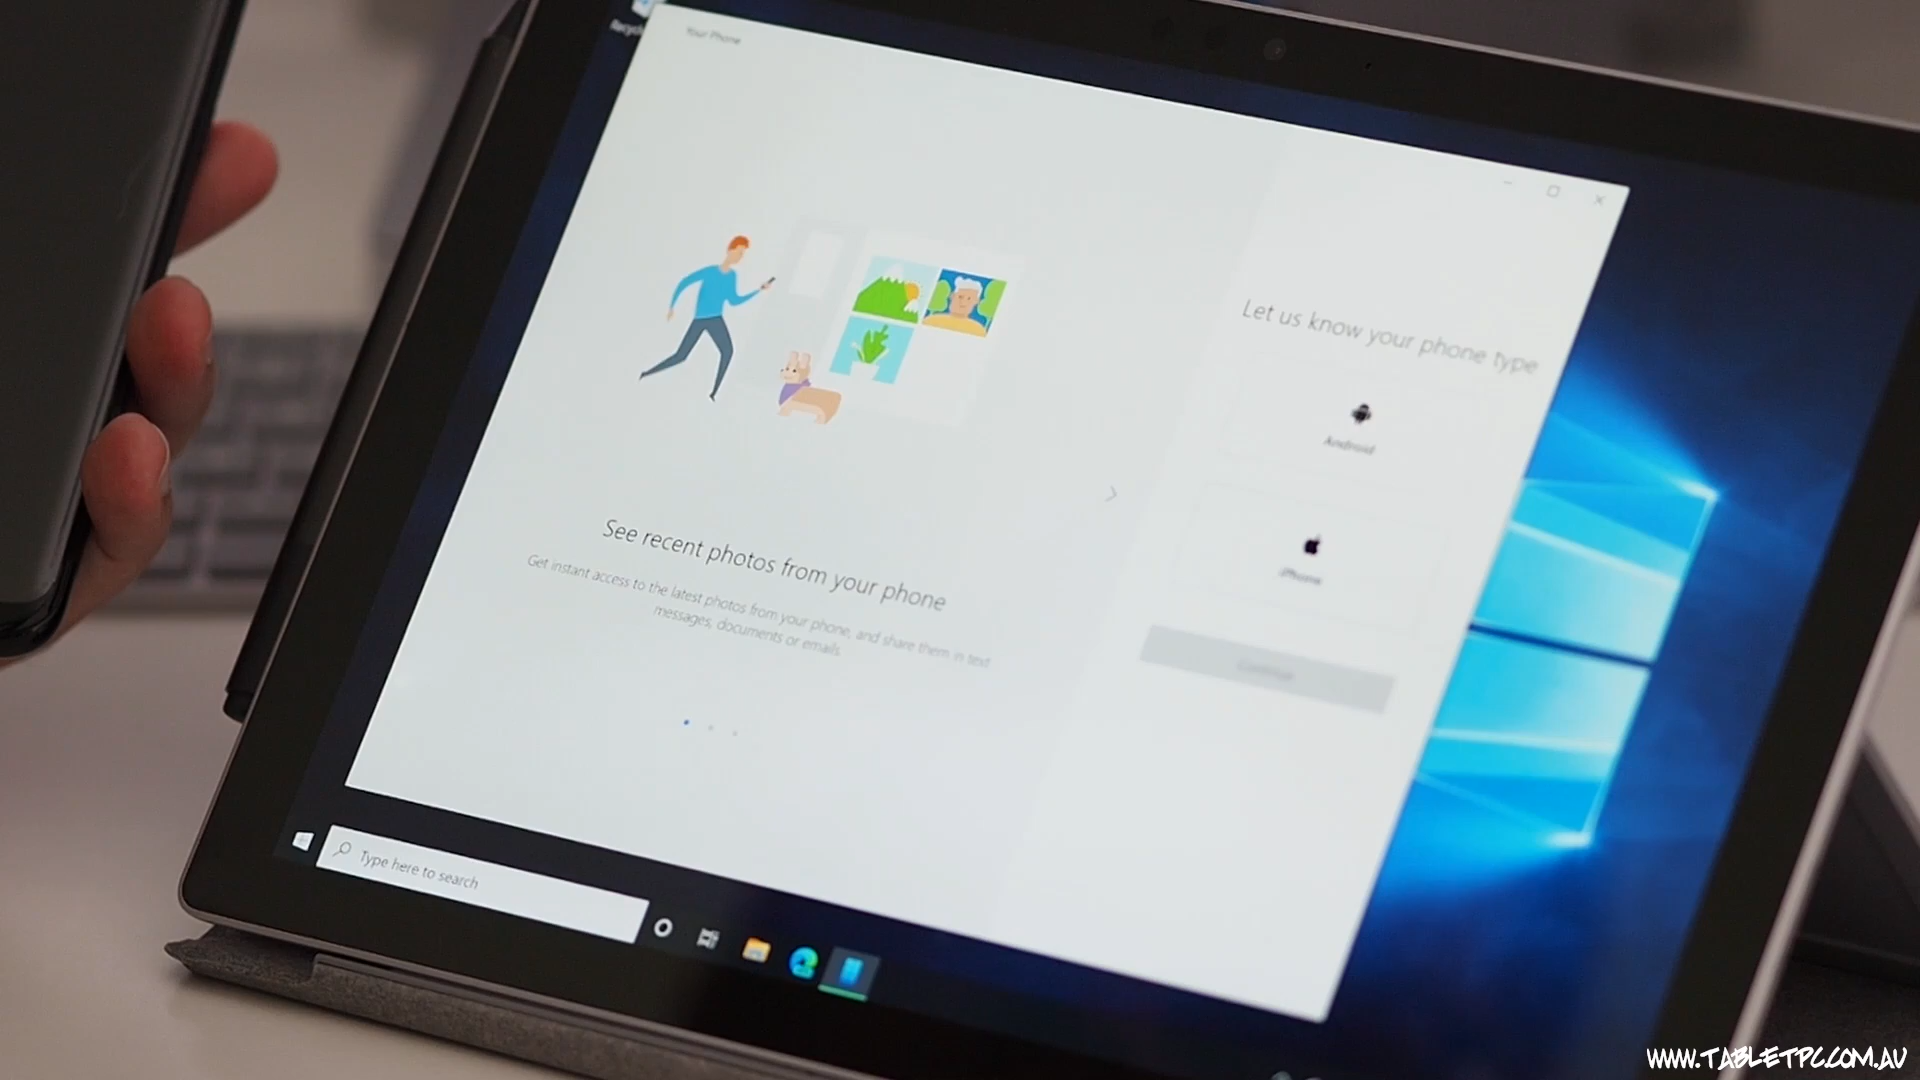 Your Phone
Let us know your phone type
Android
iPhone
Continue
See recent photos from your phone
Get instant access to the latest photos from your phone, and share them in text
messages, documents or emails.
Type here to search
WWW.TABLETPC.COM.AU